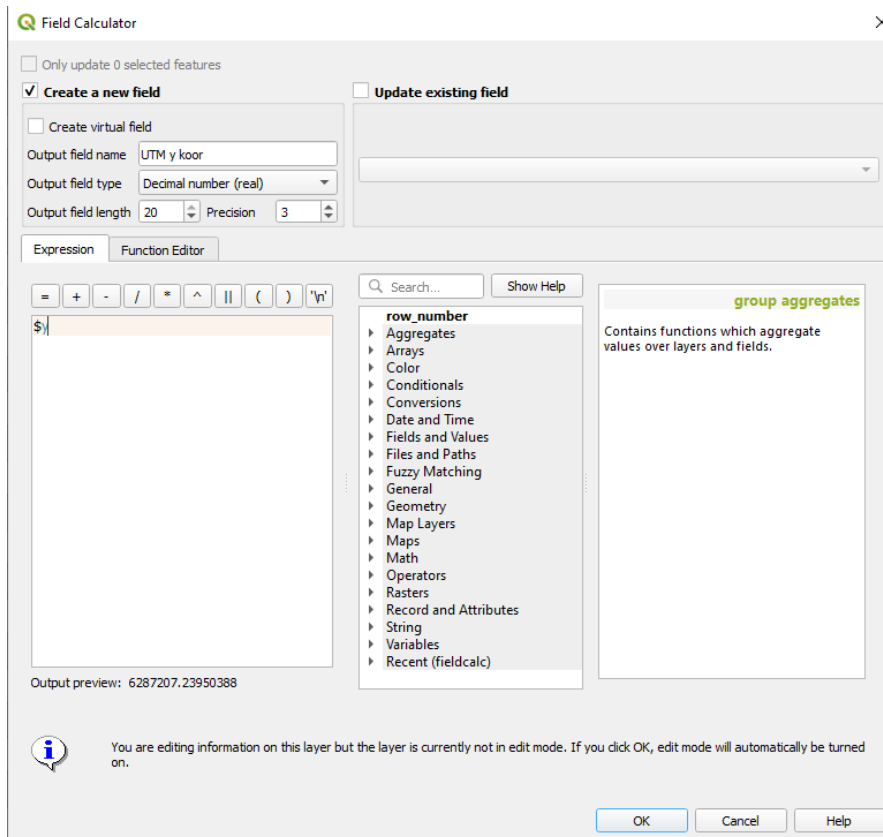 Field Calculator
Only update 0 selected features
Create a new field
Update existing field
Create virtual field
Output field name UTM y koor
Output field type Decimal number (real)
Output field length 20 Precision 3
Expression Function Editor
= + - / * ^ || ( ) '\n'
Search... Show Help
$y
row_number
Aggregates
Arrays
Color
Conditionals
Conversions
Date and Time
Fields and Values
Files and Paths
Fuzzy Matching
General
Geometry
Map Layers
Maps
Math
Operators
Rasters
Record and Attributes
String
Variables
Recent (fieldcalc)
group aggregates
Contains functions which aggregate
values over layers and fields.
Output preview: 6287207.23950388
You are editing information on this layer but the layer is currently not in edit mode. If you click OK, edit mode will automatically be turned
on.
OK Cancel Help